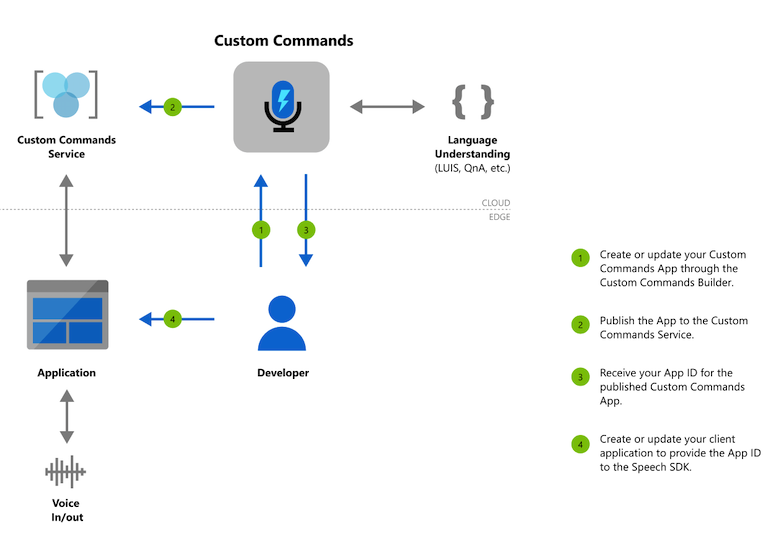 Custom Commands
2
Custom Commands
Service
{ }
Language
Understanding
(LUIS, QnA, etc.)
CLOUD
EDGE
1
3
4
Application
Developer
Voice
In/out
1 Create or update your Custom
Commands App through the
Custom Commands Builder.
2 Publish the App to the Custom
Commands Service.
3 Receive your App ID for the
published Custom Commands
App.
4 Create or update your client
application to provide the App ID
to the Speech SDK.